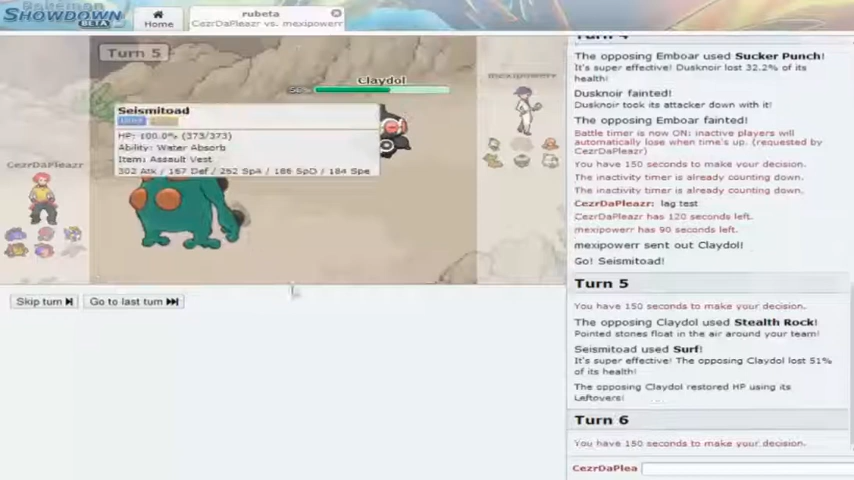 Pokémon
SHOWDOWN
BETA
Home
rubeta
CezrDaPleazr vs. mexipowerr
Turn 5
Claydol
56%
mexipowerr
CezrDaPleazr
Seismitoad
HP: 100.0% (373/373)
Ability: Water Absorb
Item: Assault Vest
302 Atk / 167 Def / 252 SpA / 186 SpD / 184 Spe
Skip turn
Go to last turn
Turn 4
The opposing Emboar used Sucker Punch!
It's super effective! Dusknoir lost 32.2% of its
health!
Dusknoir fainted!
Dusknoir took its attacker down with it!
The opposing Emboar fainted!
Battle timer is now ON: inactive players will
automatically lose when time's up. (requested by
CezrDaPleazr)
You have 150 seconds to make your decision.
The inactivity timer is already counting down.
The inactivity timer is already counting down.
CezrDaPleazr: lag test
CezrDaPleazr has 120 seconds left.
mexipowerr has 90 seconds left.
mexipowerr sent out Claydol!
Go! Seismitoad!
Turn 5
You have 150 seconds to make your decision.
The opposing Claydol used Stealth Rock!
Pointed stones float in the air around your team!
Seismitoad used Surf!
It's super effective! The opposing Claydol lost 51%
of its health!
The opposing Claydol restored HP using its
Leftovers!
Turn 6
You have 150 seconds to make your decision.
CezrDaPlea